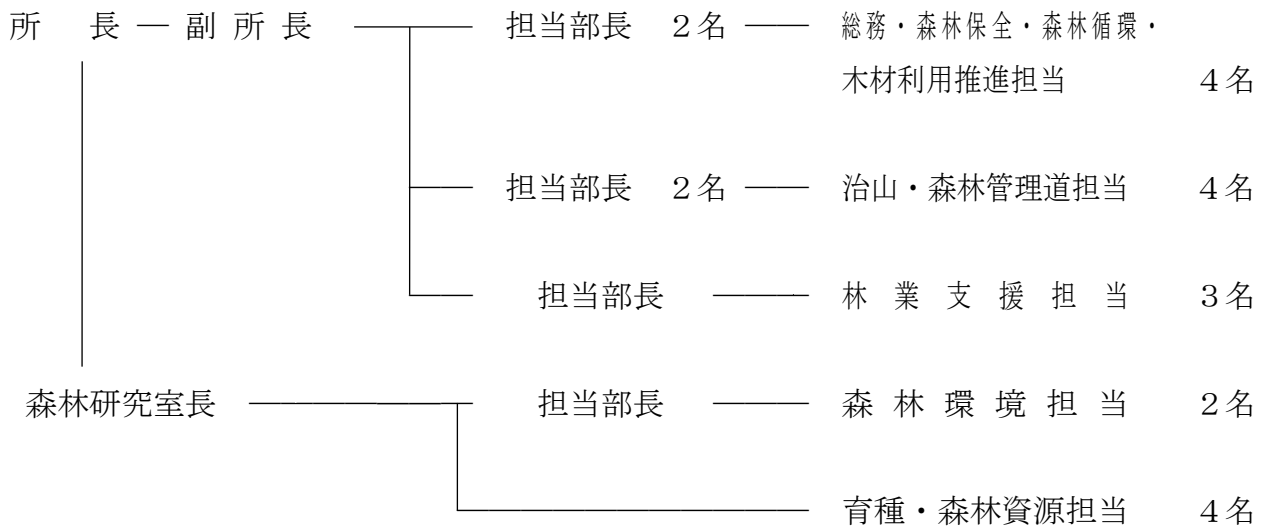 所　長 ― 副所長　担当部長　２名　総務・森林保全・森林循環・
木材利用推進担当　４名
担当部長　２名　治山・森林管理道担当　４名
担当部長　林業支援担当　３名
森林研究室長　担当部長　森林環境担当　２名
育種・森林資源担当　４名